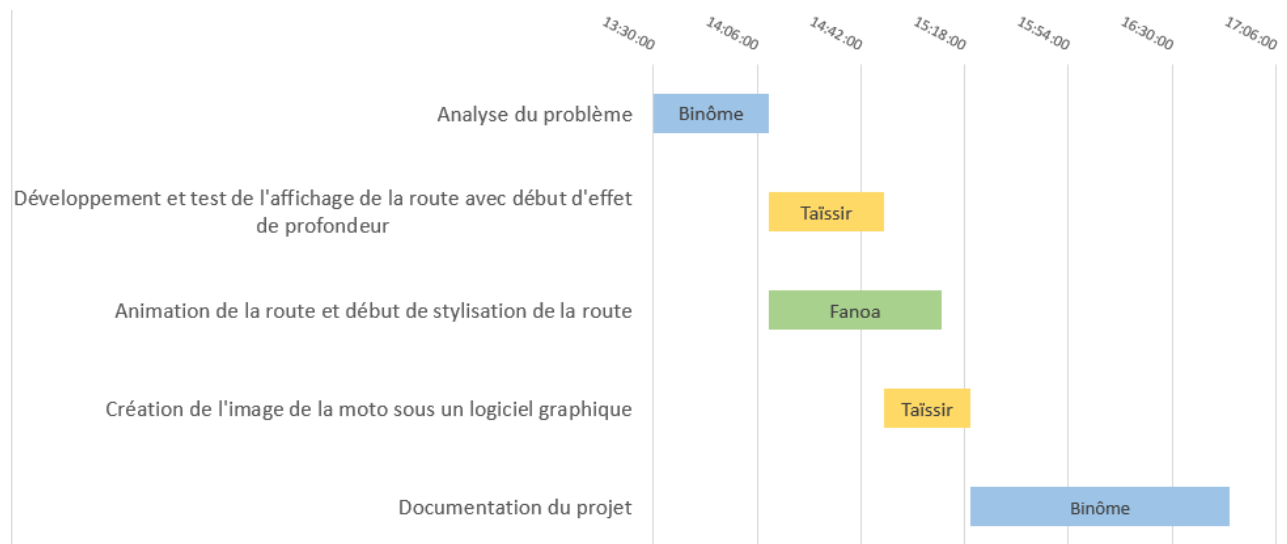 13:30:00 14:06:00 14:42:00 15:18:00 15:54:00 16:30:00 17:06:00
Analyse du problème Binôme
Développement et test de l'affichage de la route avec début d'effet
de profondeur
Taïssir
Animation de la route et début de stylisation de la route Fanoa
Création de l'image de la moto sous un logiciel graphique Taïssir
Documentation du projet Binôme